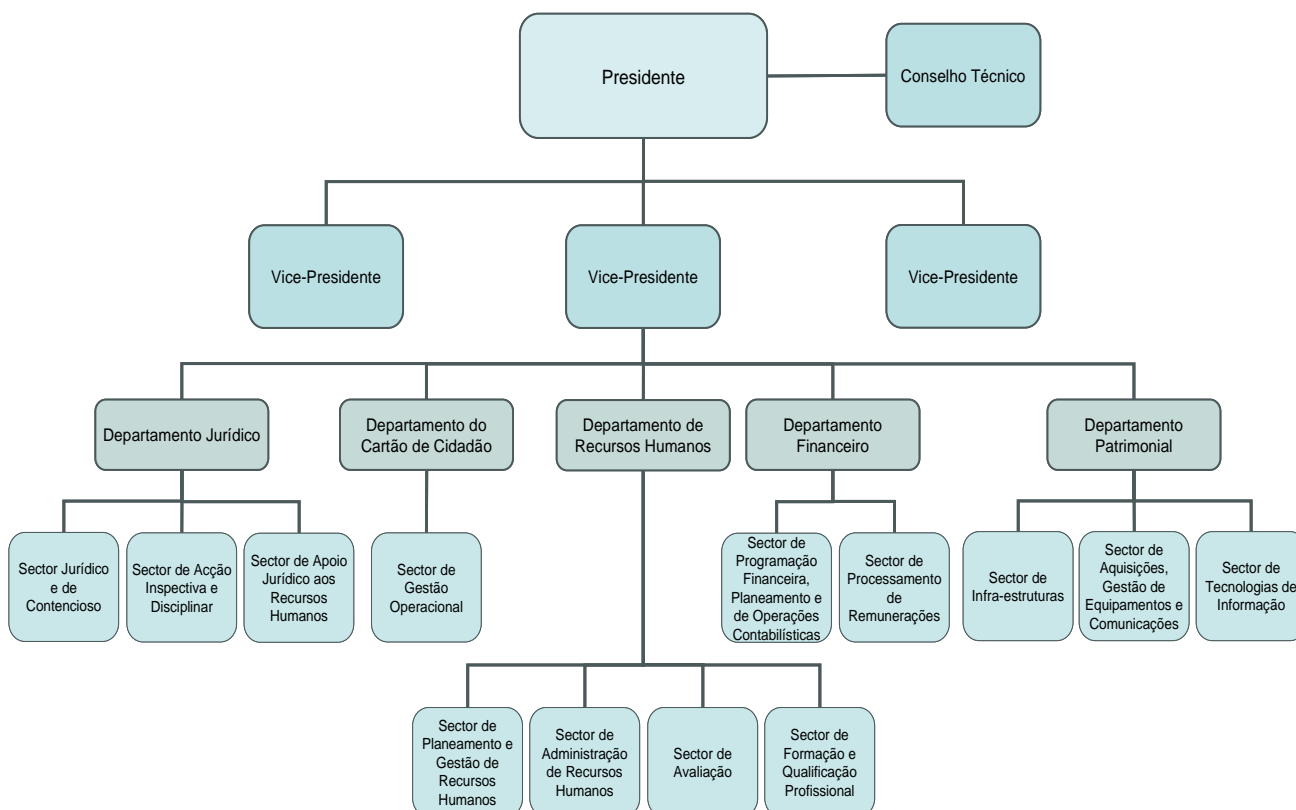 Presidente
Conselho Técnico
Vice-Presidente
Vice-Presidente
Vice-Presidente
Departamento Jurídico
Departamento do
Cartão de Cidadão
Departamento de
Recursos Humanos
Departamento
Financeiro
Departamento
Patrimonial
Sector Jurídico
e de
Contencioso
Sector de Acção
Inspectiva e
Disciplinar
Sector de Apoio
Jurídico aos
Recursos
Humanos
Sector de
Gestão
Operacional
Sector de
Programação
Financeira,
Planeamento e
de Operações
Contabilísticas
Sector de
Processamento
de
Remunerações
Sector de
Infra-estruturas
Sector de
Aquisições,
Gestão de
Equipamentos e
Comunicações
Sector de
Tecnologias de
Informação
Sector de
Planeamento e
Gestão de
Recursos
Humanos
Sector de
Administração
de Recursos
Humanos
Sector de
Avaliação
Sector de
Formação e
Qualificação
Profissional